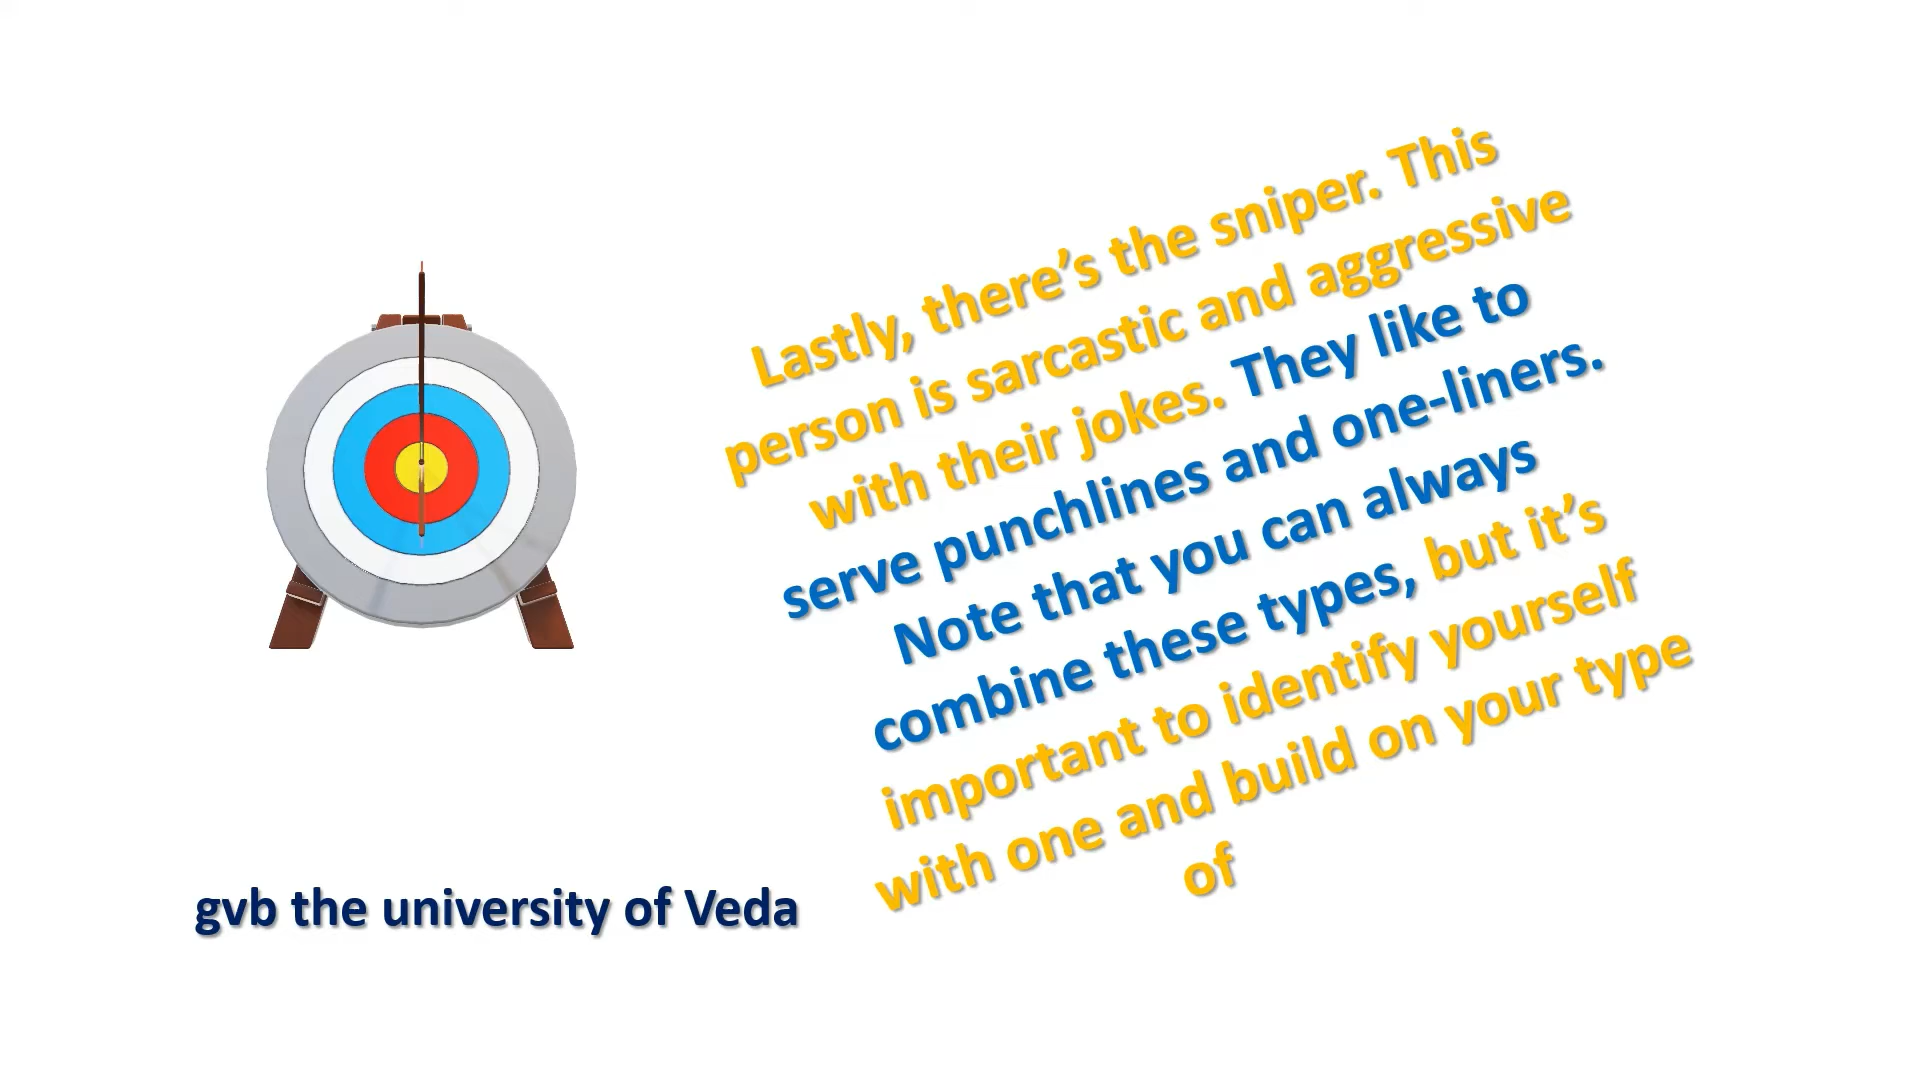 Lastly, there’s the sniper. This
person is sarcastic and aggressive
with their jokes. They like to
serve punchlines and one-liners.
Note that you can always
combine these types, but it’s
important to identify yourself
with one and build on your type
of
gvb the university of Veda